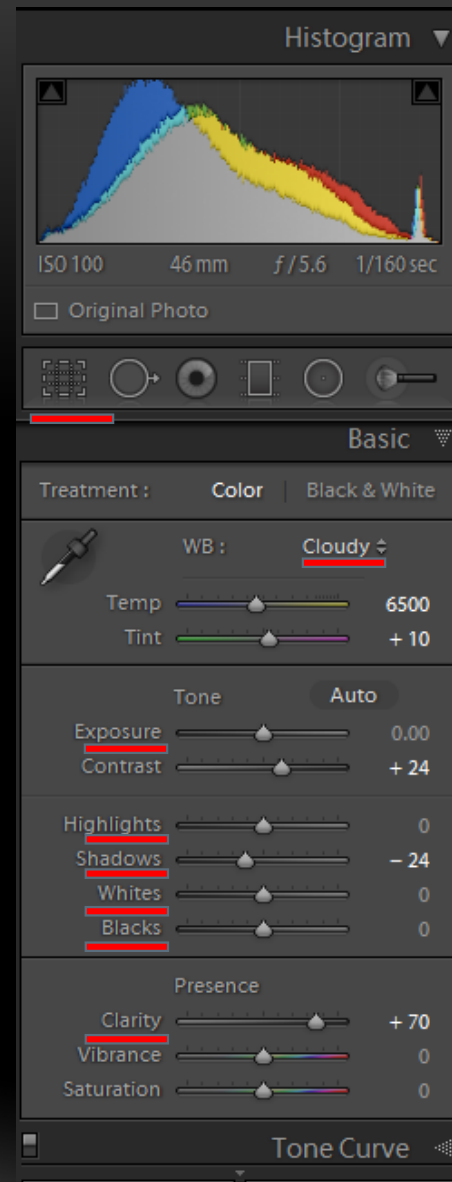 Histogram
ISO 100 46 mm ƒ / 5.6 1/160 sec
Original Photo
Basic
Treatment : Color Black & White
WB : Cloudy
Temp 6500
Tint + 10
Tone Auto
Exposure 0.00
Contrast + 24
Highlights 0
Shadows − 24
Whites 0
Blacks 0
Presence
Clarity + 70
Vibrance 0
Saturation 0
Tone Curve